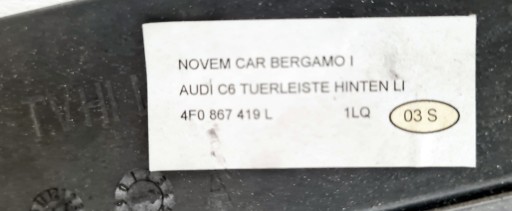 NOVEM CAR BERGAMO I
AUDI C6 TUERLEISTE HINTEN LI
4F0 867 419 L 1LQ 03 S